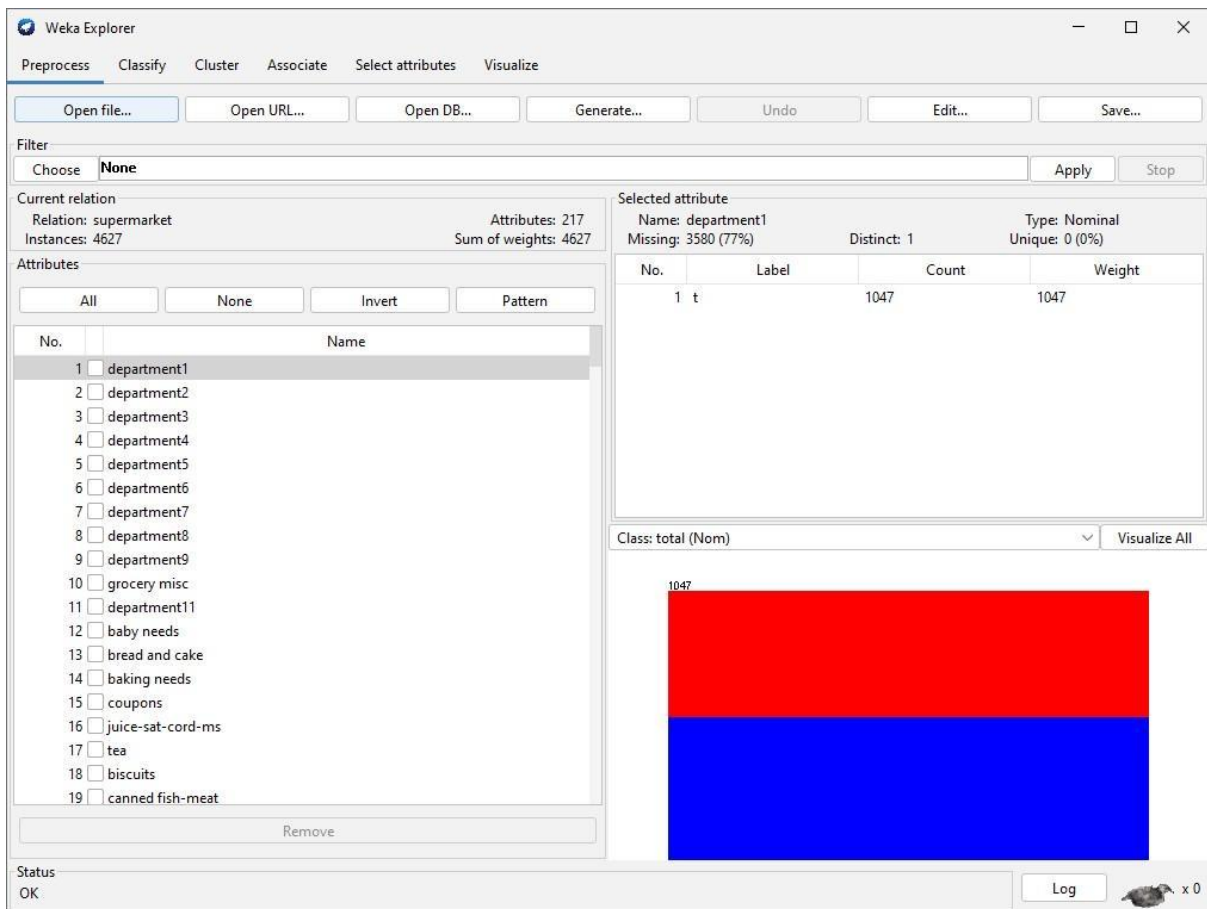 Weka Explorer
Preprocess Classify Cluster Associate Select attributes Visualize
Open file... Open URL... Open DB... Generate... Undo Edit... Save...
Filter
Choose None Apply Stop
Current relation
Relation: supermarket Attributes: 217
Instances: 4627 Sum of weights: 4627
Attributes
All None Invert Pattern
No. Name
1 department1
2 department2
3 department3
4 department4
5 department5
6 department6
7 department7
8 department8
9 department9
10 grocery misc
11 department11
12 baby needs
13 bread and cake
14 baking needs
15 coupons
16 juice-sat-cord-ms
17 tea
18 biscuits
19 canned fish-meat
Remove
Selected attribute
Name: department1 Type: Nominal
Missing: 3580 (77%) Distinct: 1 Unique: 0 (0%)
No. Label Count Weight
1 t 1047 1047
Class: total (Nom) Visualize All
1047
Status
OK
Log x 0